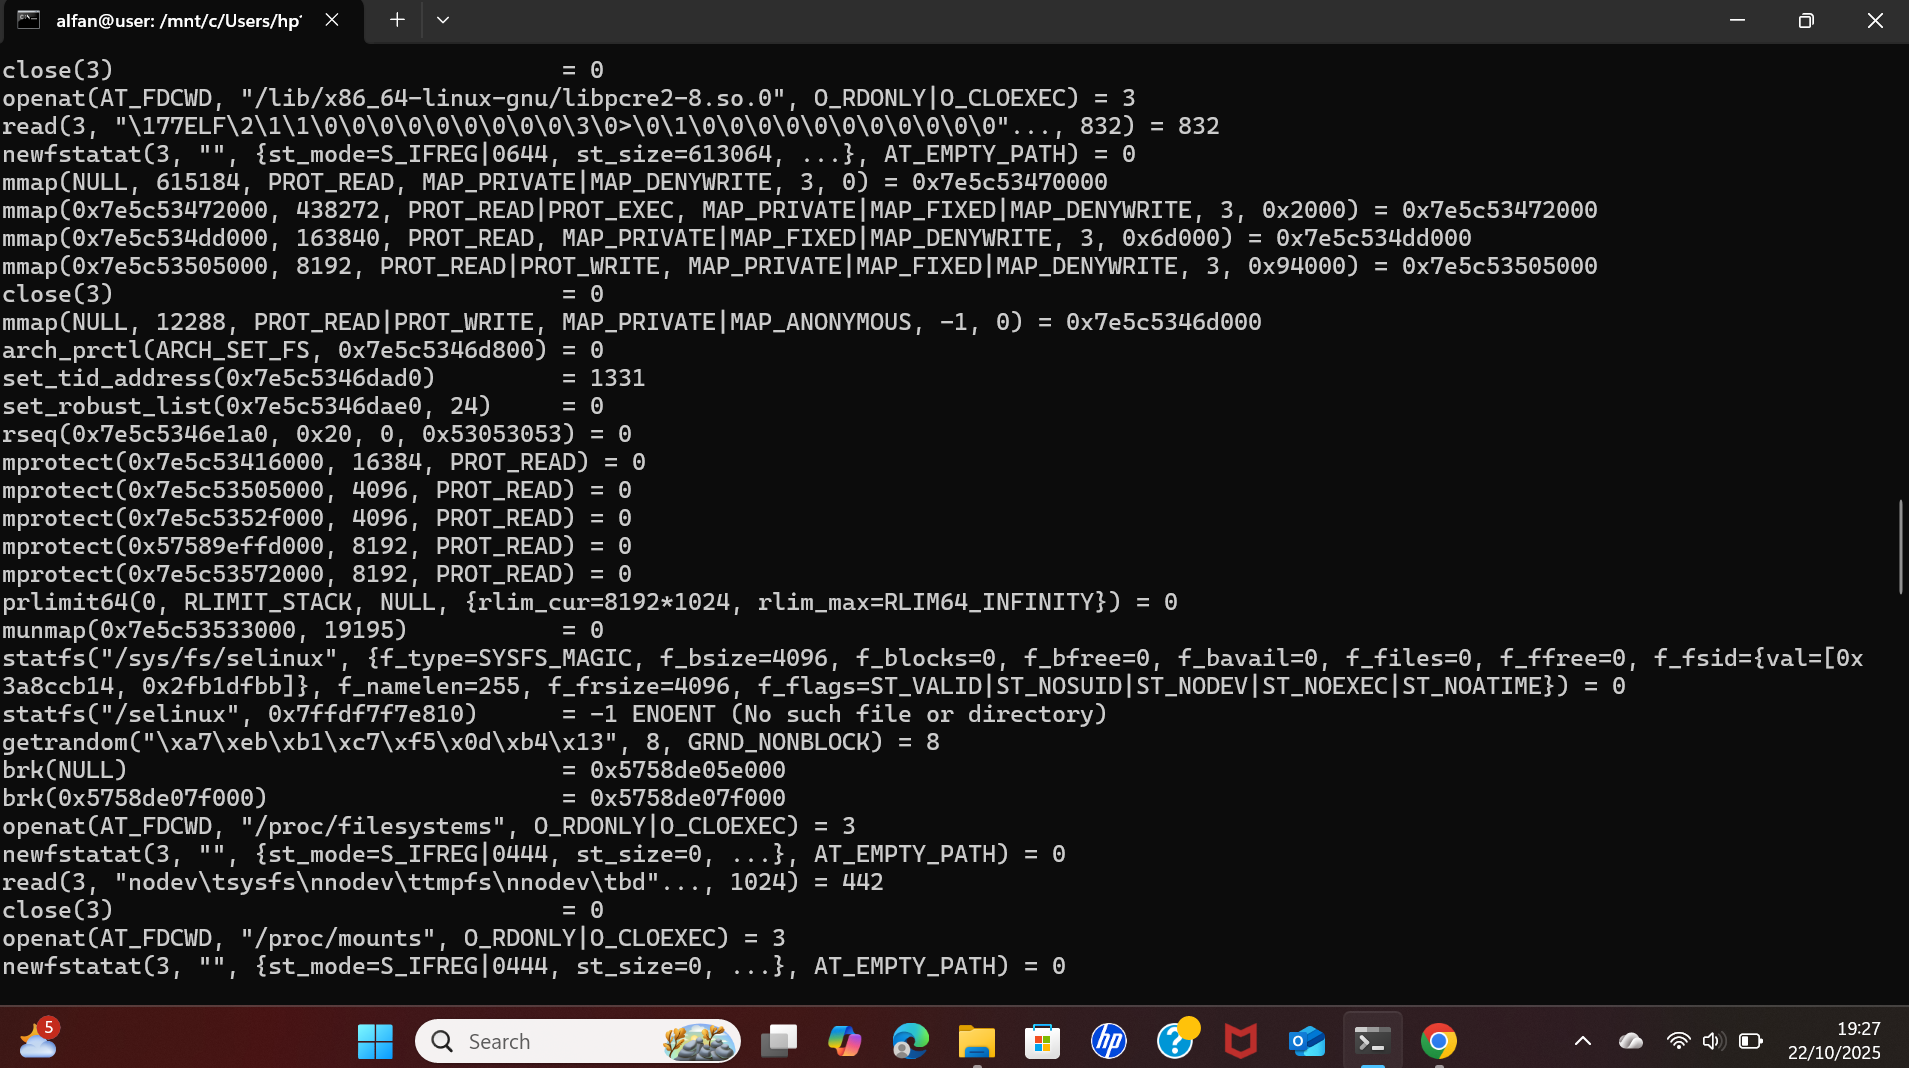 alfan@user: /mnt/c/Users/hp
close(3)                                = 0
openat(AT_FDCWD, "/lib/x86_64-linux-gnu/libpcre2-8.so.0", O_RDONLY|O_CLOEXEC) = 3
read(3, "\177ELF\2\1\1\0\0\0\0\0\0\0\0\0\3\0>\0\1\0\0\0\0\0\0\0\0\0\0\0"..., 832) = 832
newfstatat(3, "", {st_mode=S_IFREG|0644, st_size=613064, ...}, AT_EMPTY_PATH) = 0
mmap(NULL, 615184, PROT_READ, MAP_PRIVATE|MAP_DENYWRITE, 3, 0) = 0x7e5c53470000
mmap(0x7e5c53472000, 438272, PROT_READ|PROT_EXEC, MAP_PRIVATE|MAP_FIXED|MAP_DENYWRITE, 3, 0x2000) = 0x7e5c53472000
mmap(0x7e5c534dd000, 163840, PROT_READ, MAP_PRIVATE|MAP_FIXED|MAP_DENYWRITE, 3, 0x6d000) = 0x7e5c534dd000
mmap(0x7e5c53505000, 8192, PROT_READ|PROT_WRITE, MAP_PRIVATE|MAP_FIXED|MAP_DENYWRITE, 3, 0x94000) = 0x7e5c53505000
close(3)                                = 0
mmap(NULL, 12288, PROT_READ|PROT_WRITE, MAP_PRIVATE|MAP_ANONYMOUS, -1, 0) = 0x7e5c5346d000
arch_prctl(ARCH_SET_FS, 0x7e5c5346d800) = 0
set_tid_address(0x7e5c5346dad0)         = 1331
set_robust_list(0x7e5c5346dae0, 24)     = 0
rseq(0x7e5c5346e1a0, 0x20, 0, 0x53053053) = 0
mprotect(0x7e5c53416000, 16384, PROT_READ) = 0
mprotect(0x7e5c53505000, 4096, PROT_READ) = 0
mprotect(0x7e5c5352f000, 4096, PROT_READ) = 0
mprotect(0x57589effd000, 8192, PROT_READ) = 0
mprotect(0x7e5c53572000, 8192, PROT_READ) = 0
prlimit64(0, RLIMIT_STACK, NULL, {rlim_cur=8192*1024, rlim_max=RLIM64_INFINITY}) = 0
munmap(0x7e5c53533000, 19195)           = 0
statfs("/sys/fs/selinux", {f_type=SYSFS_MAGIC, f_bsize=4096, f_blocks=0, f_bfree=0, f_bavail=0, f_files=0, f_ffree=0, f_fsid={val=[0x
3a8ccb14, 0x2fb1dfbb]}, f_namelen=255, f_frsize=4096, f_flags=ST_VALID|ST_NOSUID|ST_NODEV|ST_NOEXEC|ST_NOATIME}) = 0
statfs("/selinux", 0x7ffdf7f7e810)      = -1 ENOENT (No such file or directory)
getrandom("\xa7\xeb\xb1\xc7\xf5\x0d\xb4\x13", 8, GRND_NONBLOCK) = 8
brk(NULL)                               = 0x5758de05e000
brk(0x5758de07f000)                     = 0x5758de07f000
openat(AT_FDCWD, "/proc/filesystems", O_RDONLY|O_CLOEXEC) = 3
newfstatat(3, "", {st_mode=S_IFREG|0444, st_size=0, ...}, AT_EMPTY_PATH) = 0
read(3, "nodev\tsysfs\nnodev\ttmpfs\nnodev\tbd"..., 1024) = 442
close(3)                                = 0
openat(AT_FDCWD, "/proc/mounts", O_RDONLY|O_CLOEXEC) = 3
newfstatat(3, "", {st_mode=S_IFREG|0444, st_size=0, ...}, AT_EMPTY_PATH) = 0
5
Search
hp
19:27
22/10/2025